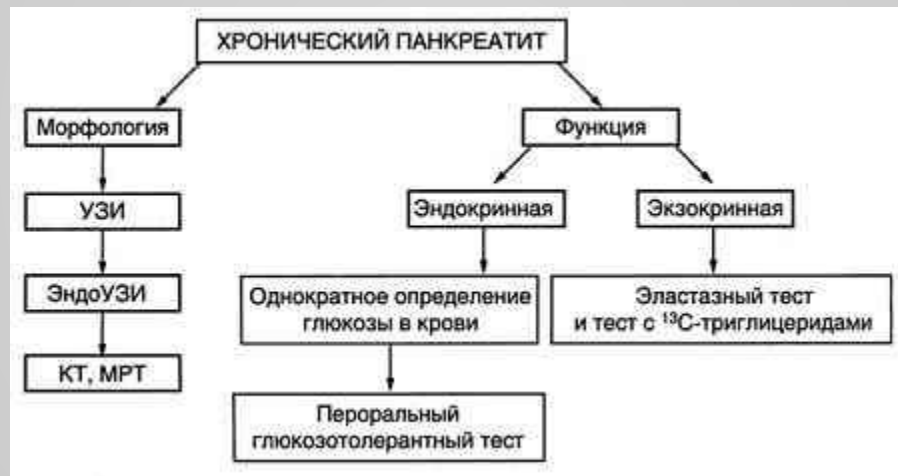 ХРОНИЧЕСКИЙ ПАНКРЕАТИТ
Морфология
Функция
УЗИ
Эндокринная
Экзокринная
ЭндоУЗИ
Однократное определение
глюкозы в крови
Эластазный тест
и тест с ¹³С-триглицеридами
КТ, МРТ
Пероральный
глюкозотолерантный тест